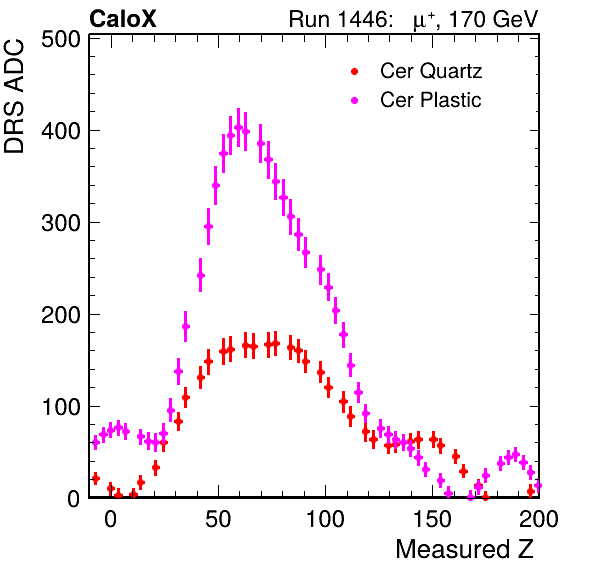 CaloX Run 1446: μ⁺, 170 GeV
DRS ADC
Cer Quartz
Cer Plastic
500
400
300
200
100
0
0 50 100 150 200
Measured Z